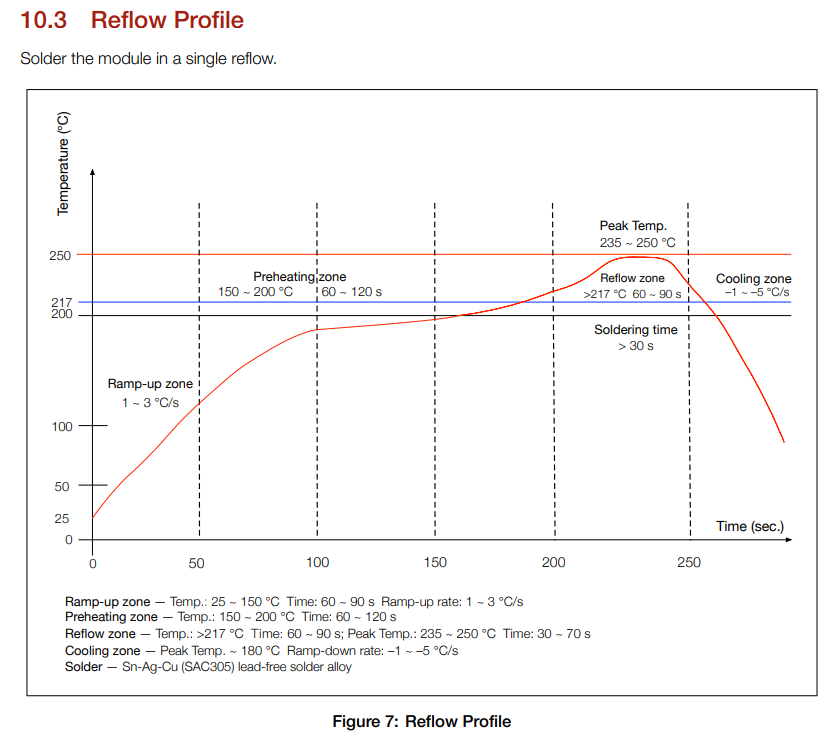 10.3 Reflow Profile
Solder the module in a single reflow.
Temperature (°C)
Peak Temp.
235 ~ 250 °C
250
Preheating zone
150 ~ 200 °C 60 ~ 120 s
Reflow zone
>217 °C 60 ~ 90 s
Cooling zone
–1 ~ –5 °C/s
217
200
Soldering time
> 30 s
Ramp-up zone
1 ~ 3 °C/s
100
50
25
Time (sec.)
0
0 50 100 150 200 250
Ramp-up zone — Temp.: 25 ~ 150 °C Time: 60 ~ 90 s Ramp-up rate: 1 ~ 3 °C/s
Preheating zone — Temp.: 150 ~ 200 °C Time: 60 ~ 120 s
Reflow zone — Temp.: >217 °C Time: 60 ~ 90 s; Peak Temp.: 235 ~ 250 °C Time: 30 ~ 70 s
Cooling zone — Peak Temp. ~ 180 °C Ramp-down rate: –1 ~ –5 °C/s
Solder — Sn-Ag-Cu (SAC305) lead-free solder alloy
Figure 7: Reflow Profile